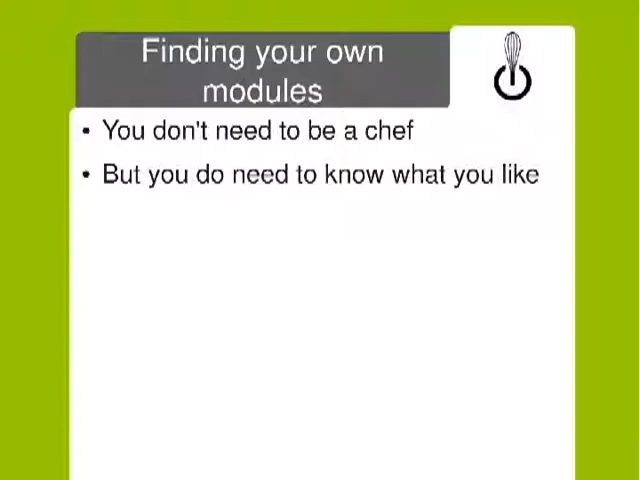 Finding your own
modules
• You don't need to be a chef
• But you do need to know what you like